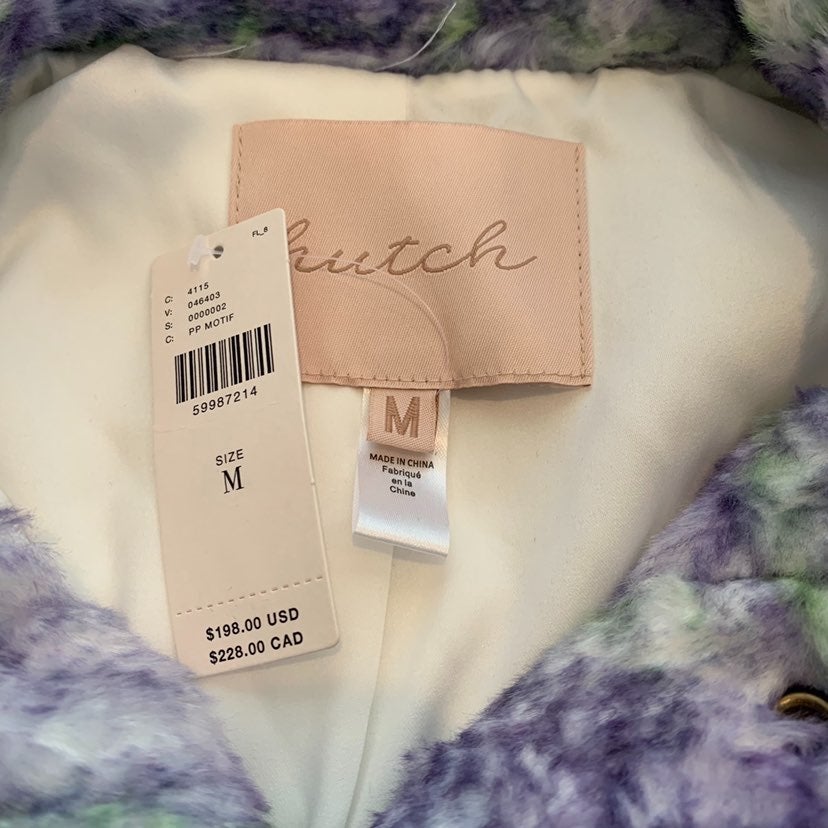 hutch
FL_8
C: 4115
V: 046403
S: 0000002
C: PP MOTIF
59987214
SIZE
M
$198.00 USD
$228.00 CAD
M
MADE IN CHINA
Fabriqué
en la
Chine